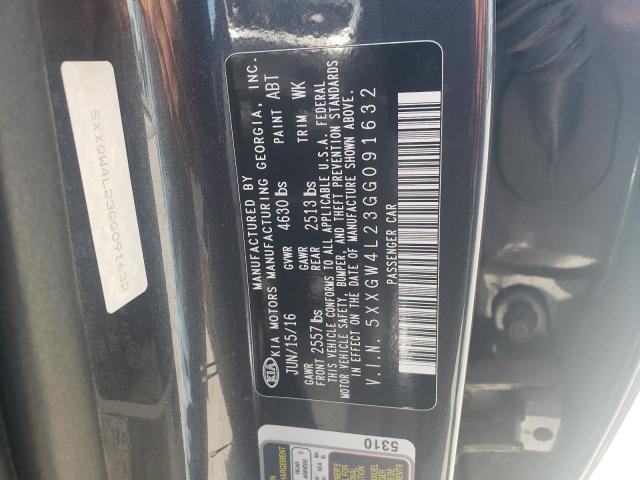 MANUFACTURED BY
KIA KIA MOTORS MANUFACTURING GEORGIA, INC.
JUN/15/16 GVWR 4630 lbs PAINT ABT
GAWR FRONT 2557 lbs GAWR REAR 2513 lbs TRIM WK
THIS VEHICLE CONFORMS TO ALL APPLICABLE U.S.A. FEDERAL
MOTOR VEHICLE SAFETY, BUMPER, AND THEFT PREVENTION STANDARDS
IN EFFECT ON THE DATE OF MANUFACTURE SHOWN ABOVE.
V.I.N. 5XXGW4L23GG091632
PASSENGER CAR
5XXGW4L23GG091632
5310
REAR